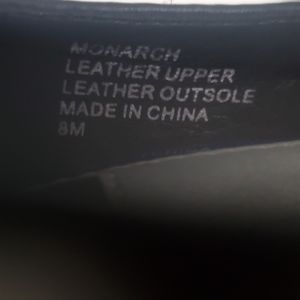 MONARCH
LEATHER UPPER
LEATHER OUTSOLE
MADE IN CHINA
8M